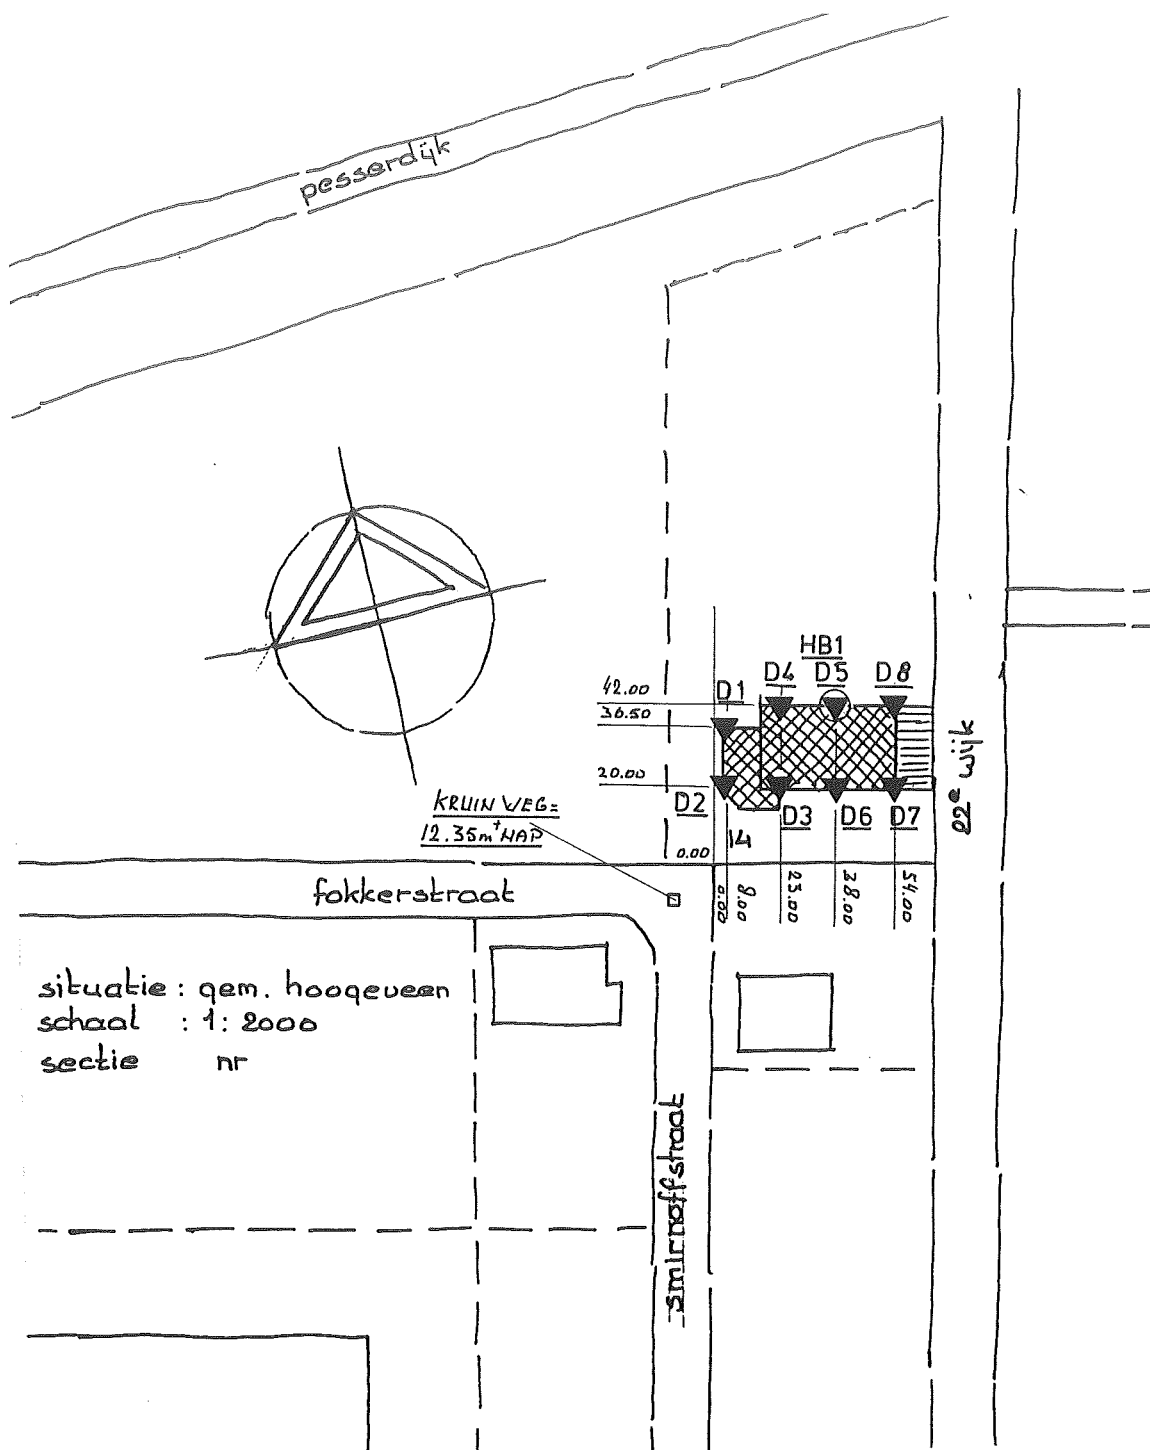 pesserdijk
HB1
D4 D5 D8
D1
42.00
36.50
20.00
D2
D3 D6 D7
22e wijk
KRUIN WEG=
12.35m+ NAP
14
0.00
0.00
9.00
23.00
38.00
54.00
fokkerstraat
situatie : gem. hoogeveen
schaal : 1: 2000
sectie nr
smirnoffstraat